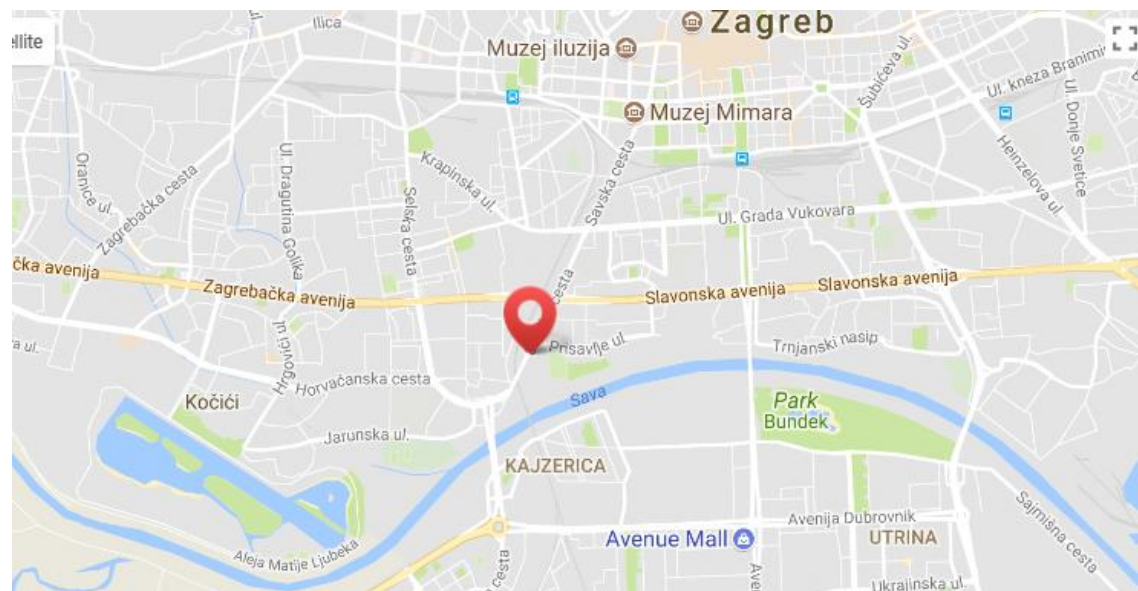 Zagreb
Ilica
ellite
Muzej iluzija
Šubićeva ul.
Ul. kneza Branimi
Muzej Mimara
Ul. Donje Svetice
Heinzelova ul.
Oranice ul.
Zagrebačka cesta
Ul. Dragutina Golika
Krapinska ul.
Selska cesta
Savska cesta
Ul. Grada Vukovara
čka avenija
Zagrebačka avenija
cesta
Slavonska avenija
Slavonska avenija
a ul.
Hrgovići ul.
Prisavlje ul.
Trnjanski nasip
Horvaćanska cesta
Kočići
Sava
Park
Bundek
Jarunska ul.
KAJZERICA
Sajmišna cesta
Avenija Dubrovnik
Avenue Mall
UTRINA
Aleja Matije Ljubeka
cesta
Ave
Ukrajinska ul.